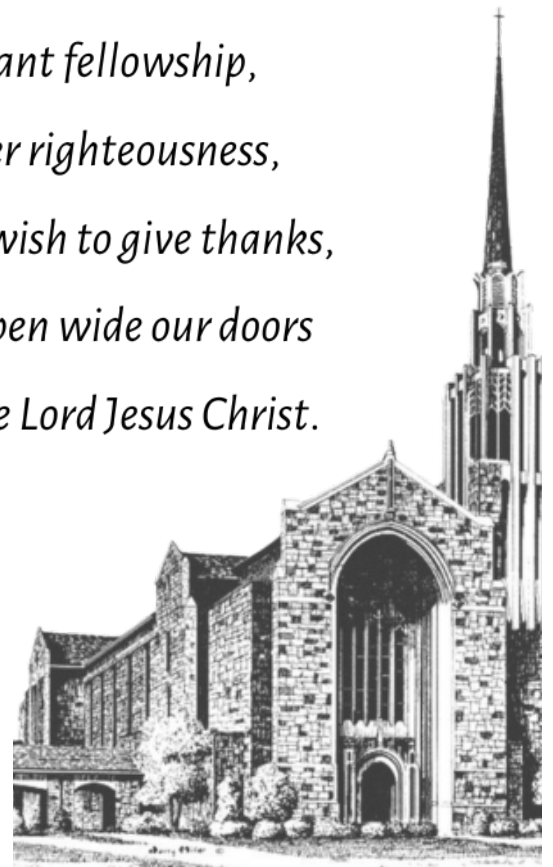 ant fellowship,
er righteousness,
wish to give thanks,
pen wide our doors
e Lord Jesus Christ.